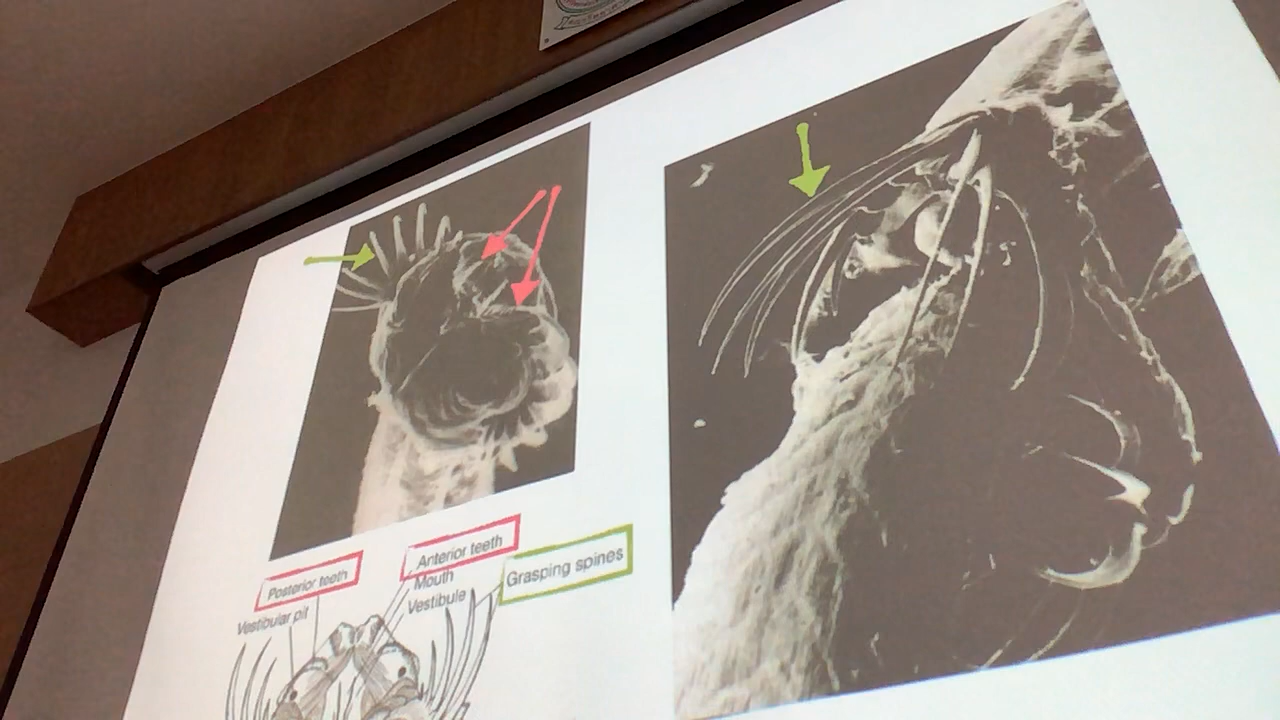 Anterior teeth
Posterior teeth
Mouth
Grasping spines
Vestibule
Vestibular pit